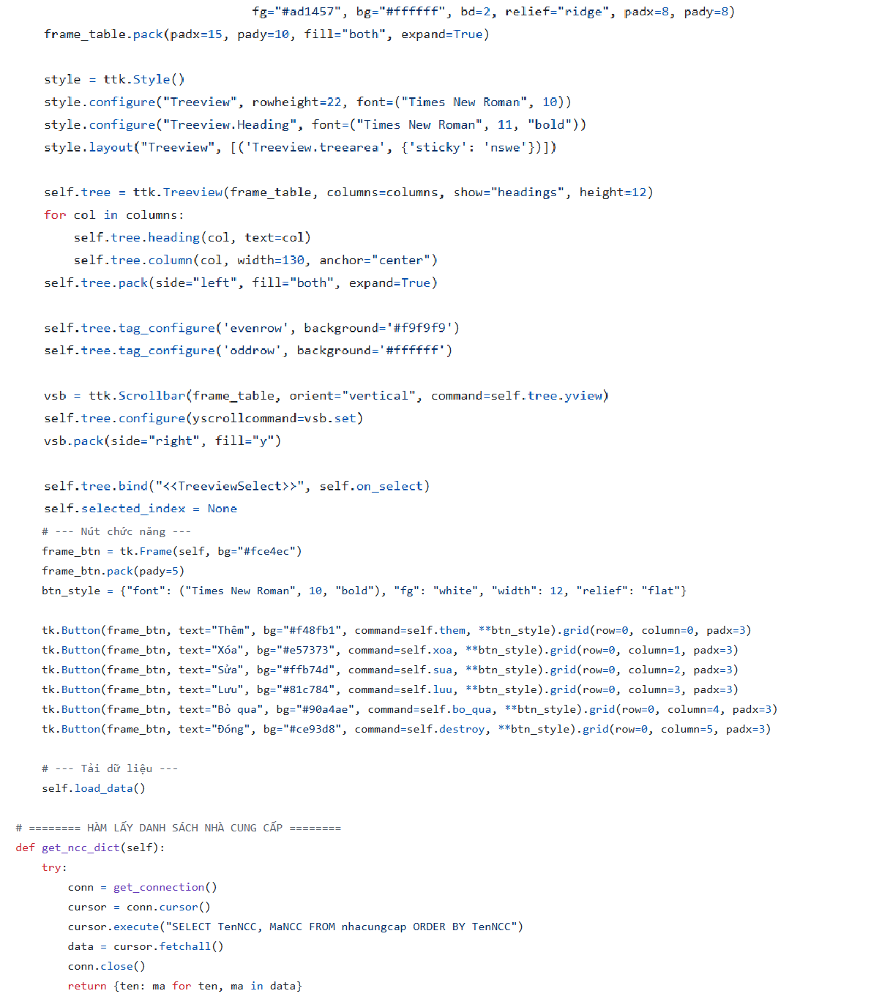 fg="#ad1457", bg="#ffffff", bd=2, relief="ridge", padx=8, pady=8)
frame_table.pack(padx=15, pady=10, fill="both", expand=True)
style = ttk.Style()
style.configure("Treeview", rowheight=22, font=("Times New Roman", 10))
style.configure("Treeview.Heading", font=("Times New Roman", 11, "bold"))
style.layout("Treeview", [('Treeview.treearea', {'sticky': 'nswe'})])
self.tree = ttk.Treeview(frame_table, columns=columns, show="headings", height=12)
for col in columns:
self.tree.heading(col, text=col)
self.tree.column(col, width=130, anchor="center")
self.tree.pack(side="left", fill="both", expand=True)
self.tree.tag_configure('evenrow', background='#f9f9f9')
self.tree.tag_configure('oddrow', background='#ffffff')
vsb = ttk.Scrollbar(frame_table, orient="vertical", command=self.tree.yview)
self.tree.configure(yscrollcommand=vsb.set)
vsb.pack(side="right", fill="y")
self.tree.bind("<<TreeviewSelect>>", self.on_select)
self.selected_index = None
# --- Nút chức năng ---
frame_btn = tk.Frame(self, bg="#fce4ec")
frame_btn.pack(pady=5)
btn_style = {"font": ("Times New Roman", 10, "bold"), "fg": "white", "width": 12, "relief": "flat"}
tk.Button(frame_btn, text="Thêm", bg="#f48fb1", command=self.them, **btn_style).grid(row=0, column=0, padx=3)
tk.Button(frame_btn, text="Xóa", bg="#e57373", command=self.xoa, **btn_style).grid(row=0, column=1, padx=3)
tk.Button(frame_btn, text="Sửa", bg="#ffb74d", command=self.sua, **btn_style).grid(row=0, column=2, padx=3)
tk.Button(frame_btn, text="Lưu", bg="#81c784", command=self.luu, **btn_style).grid(row=0, column=3, padx=3)
tk.Button(frame_btn, text="Bỏ qua", bg="#90a4ae", command=self.bo_qua, **btn_style).grid(row=0, column=4, padx=3)
tk.Button(frame_btn, text="Đóng", bg="#ce93d8", command=self.destroy, **btn_style).grid(row=0, column=5, padx=3)
# --- Tải dữ liệu ---
self.load_data()
# ======== HÀM LẤY DANH SÁCH NHÀ CUNG CẤP ========
def get_ncc_dict(self):
try:
conn = get_connection()
cursor = conn.cursor()
cursor.execute("SELECT TenNCC, MaNCC FROM nhacungcap ORDER BY TenNCC")
data = cursor.fetchall()
conn.close()
return {ten: ma for ten, ma in data}